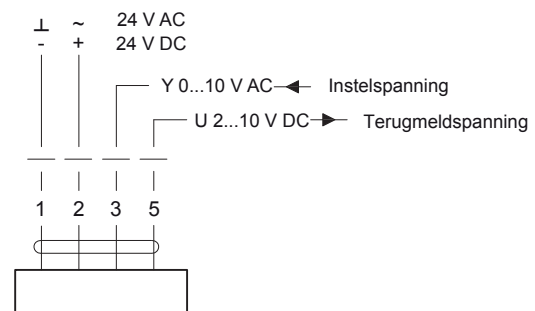 ⊥ ~ 24 V AC
- + 24 V DC
Y 0...10 V AC Instelspanning
U 2...10 V DC Terugmeldspanning
1 2 3 5